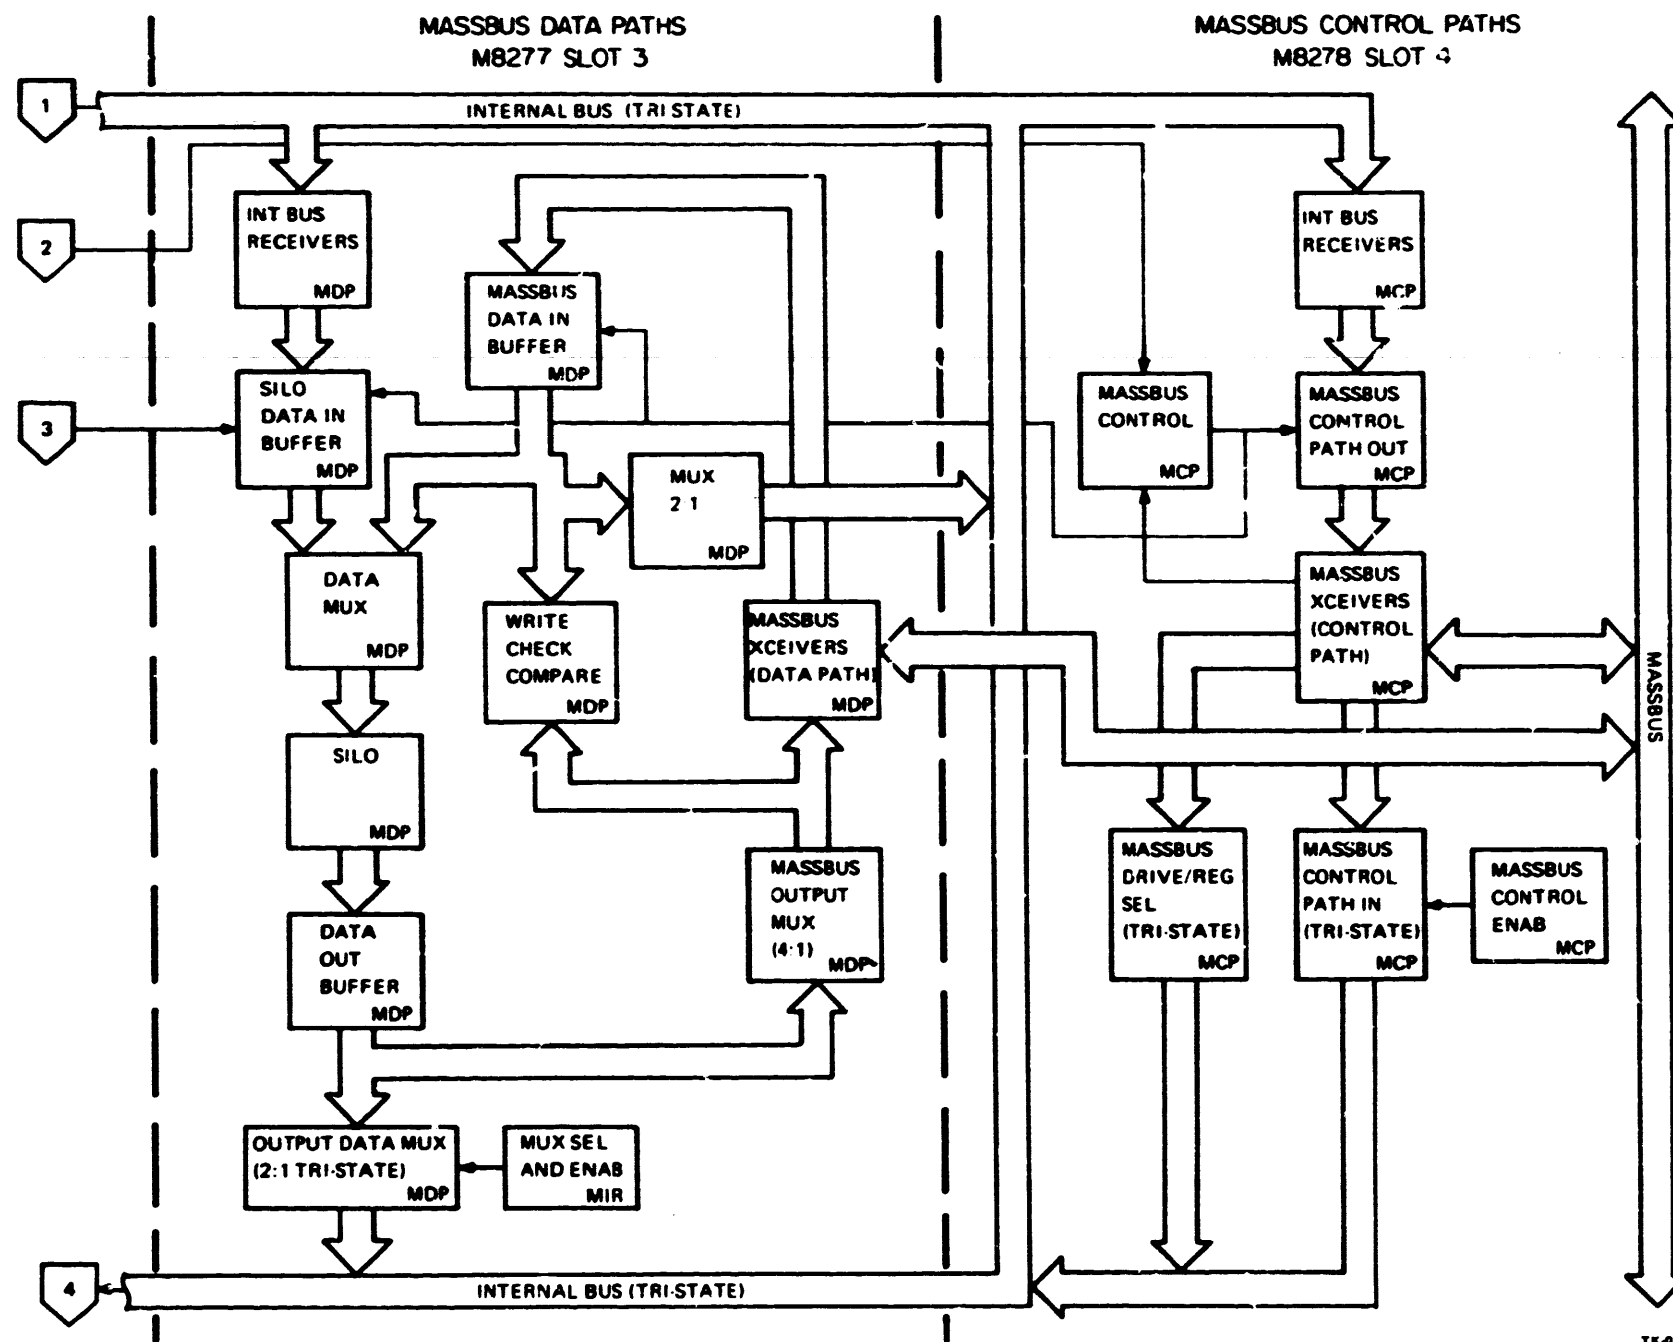 MASSBUS DATA PATHS
M8277 SLOT 3
MASSBUS CONTROL PATHS
M8278 SLOT 4
1
INTERNAL BUS (TRI STATE)
2
INT BUS
RECEIVERS
MDP
MASSBUS
DATA IN
BUFFER
MDP
INT BUS
RECEIVERS
MCP
3
SILO
DATA IN
BUFFER
MDP
MUX
2 1
MDP
MASSBUS
CONTROL
MCP
MASSBUS
CONTROL
PATH OUT
MCP
DATA
MUX
MDP
WRITE
CHECK
COMPARE
MDP
MASSBUS
XCEIVERS
(DATA PATH)
MDP
MASSBUS
XCEIVERS
(CONTROL
PATH)
MCP
MASSBUS
SILO
MDP
DATA
OUT
BUFFER
MDP
MASSBUS
OUTPUT
MUX
(4:1)
MDP
MASSBUS
DRIVE/REG
SEL
(TRI-STATE)
MCP
MASSBUS
CONTROL
PATH IN
(TRI-STATE)
MCP
MASSBUS
CONTROL
ENAB
MCP
OUTPUT DATA MUX
(2:1 TRI-STATE)
MDP
MUX SEL
AND ENAB
MIR
4
INTERNAL BUS (TRI-STATE)